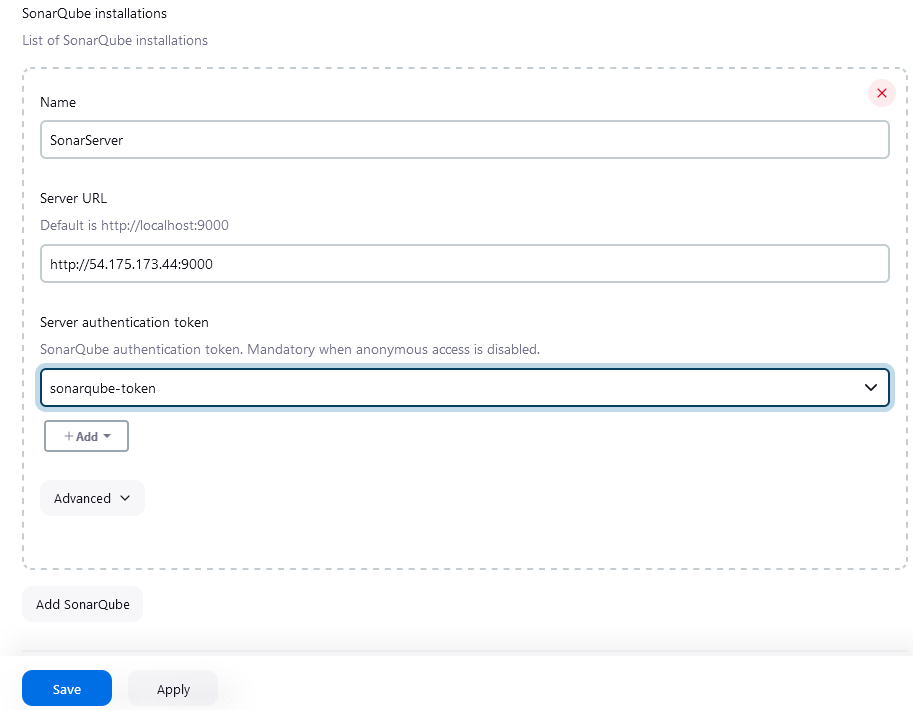 SonarQube installations
List of SonarQube installations
Name
SonarServer
Server URL
Default is http://localhost:9000
http://54.175.173.44:9000
Server authentication token
SonarQube authentication token. Mandatory when anonymous access is disabled.
sonarqube-token
+ Add
Advanced
Add SonarQube
Save Apply